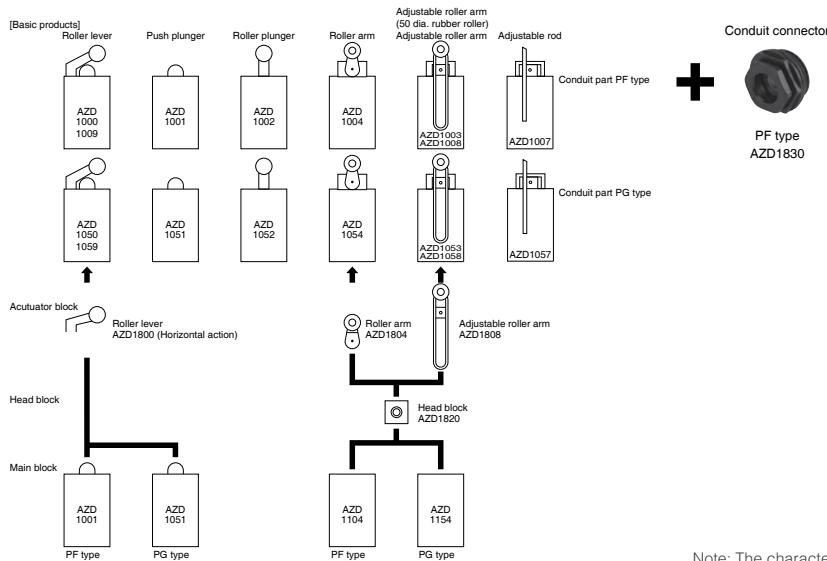 [Basic products]
Roller lever
Push plunger
Roller plunger
Roller arm
Adjustable roller arm
(50 dia. rubber roller)
Adjustable roller arm
Adjustable rod
Conduit connector
AZD
1000
1009
AZD
1001
AZD
1002
AZD
1004
AZD1003
AZD1008
AZD1007
Conduit part PF type
PF type
AZD1830
AZD
1050
1059
AZD
1051
AZD
1052
AZD
1054
AZD1053
AZD1058
AZD1057
Conduit part PG type
Acutuator block
Roller lever
AZD1800 (Horizontal action)
Roller arm
AZD1804
Adjustable roller arm
AZD1808
Head block
Head block
AZD1820
Main block
AZD
1001
AZD
1051
AZD
1104
AZD
1154
PF type
PG type
PF type
PG type
Note: The characte